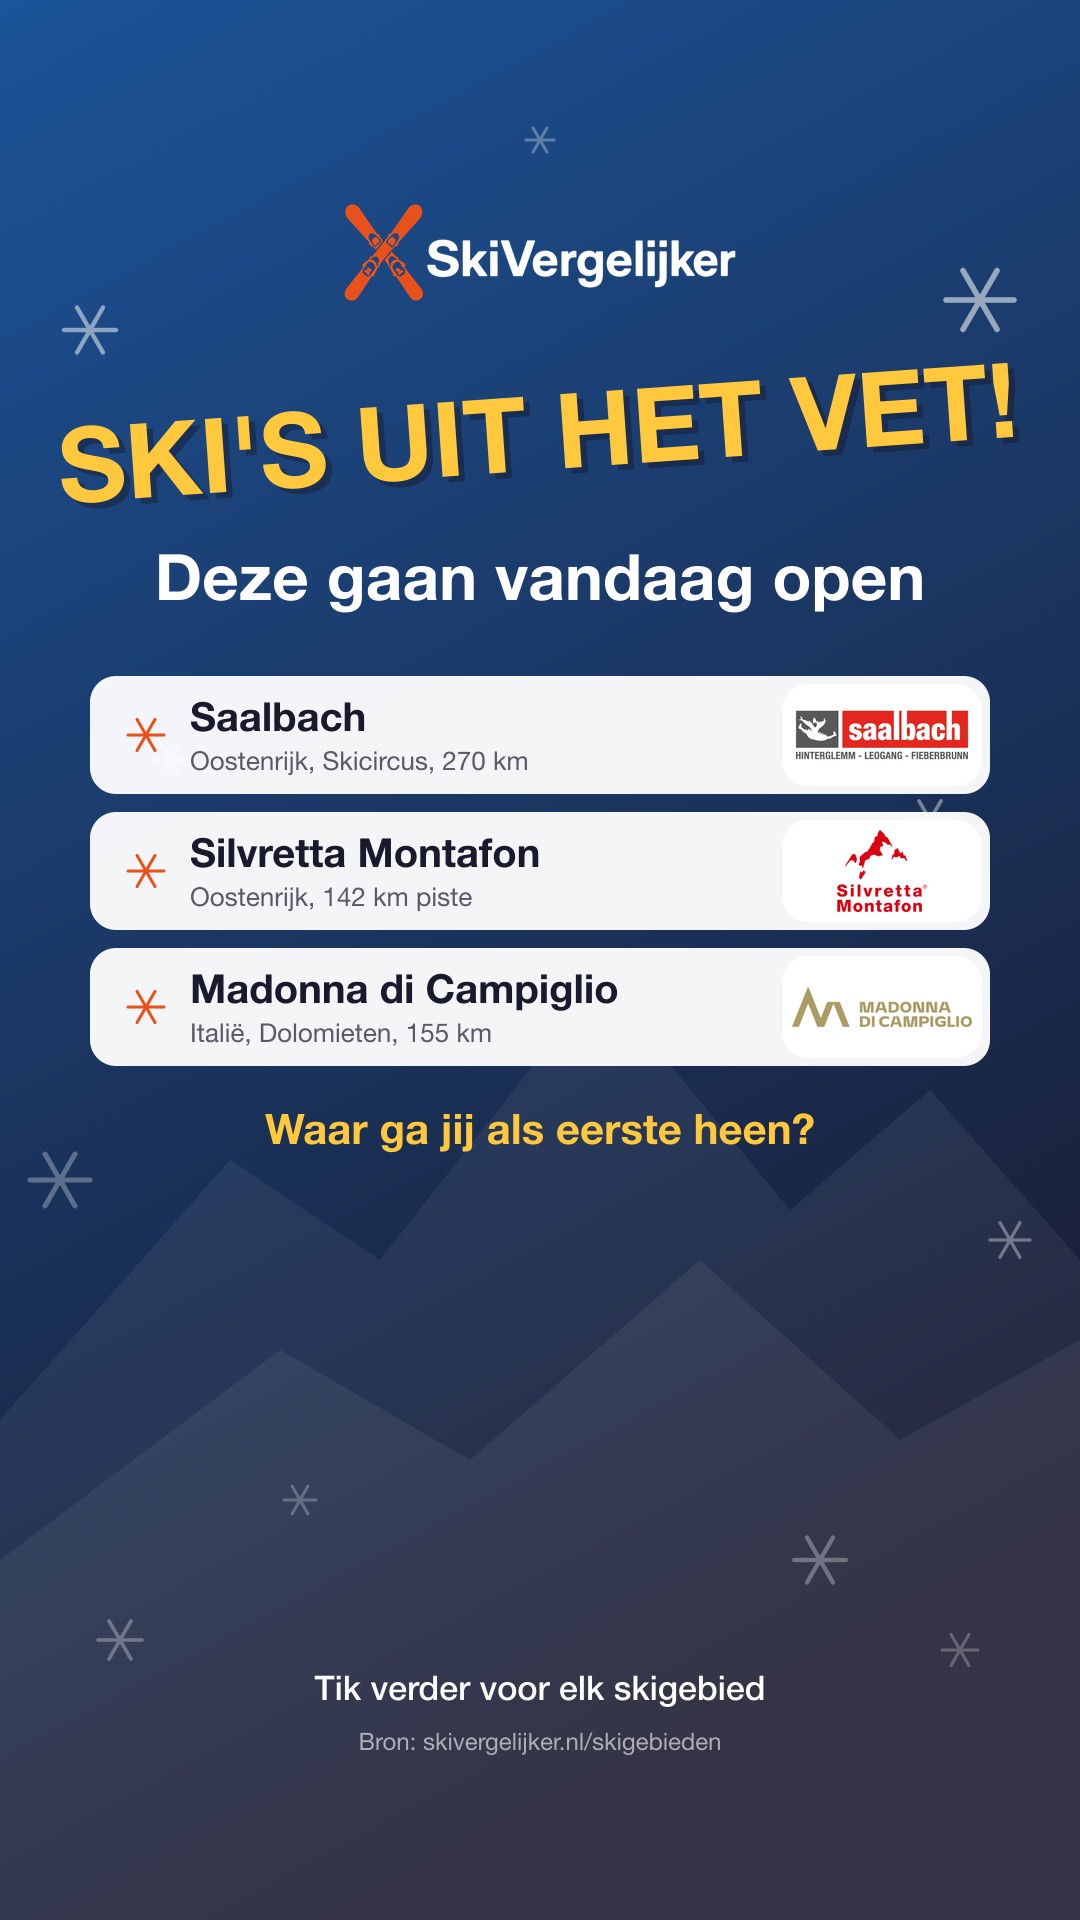 SkiVergelijker
SKI'S UIT HET VET!
Deze gaan vandaag open
Saalbach
Oostenrijk, Skicircus, 270 km
saalbach
HINTERGLEMM - LEOGANG - FIEBERBRUNN
Silvretta Montafon
Oostenrijk, 142 km piste
Silvretta®
Montafon
Madonna di Campiglio
Italië, Dolomieten, 155 km
MADONNA
DI CAMPIGLIO
Waar ga jij als eerste heen?
Tik verder voor elk skigebied
Bron: skivergelijker.nl/skigebieden